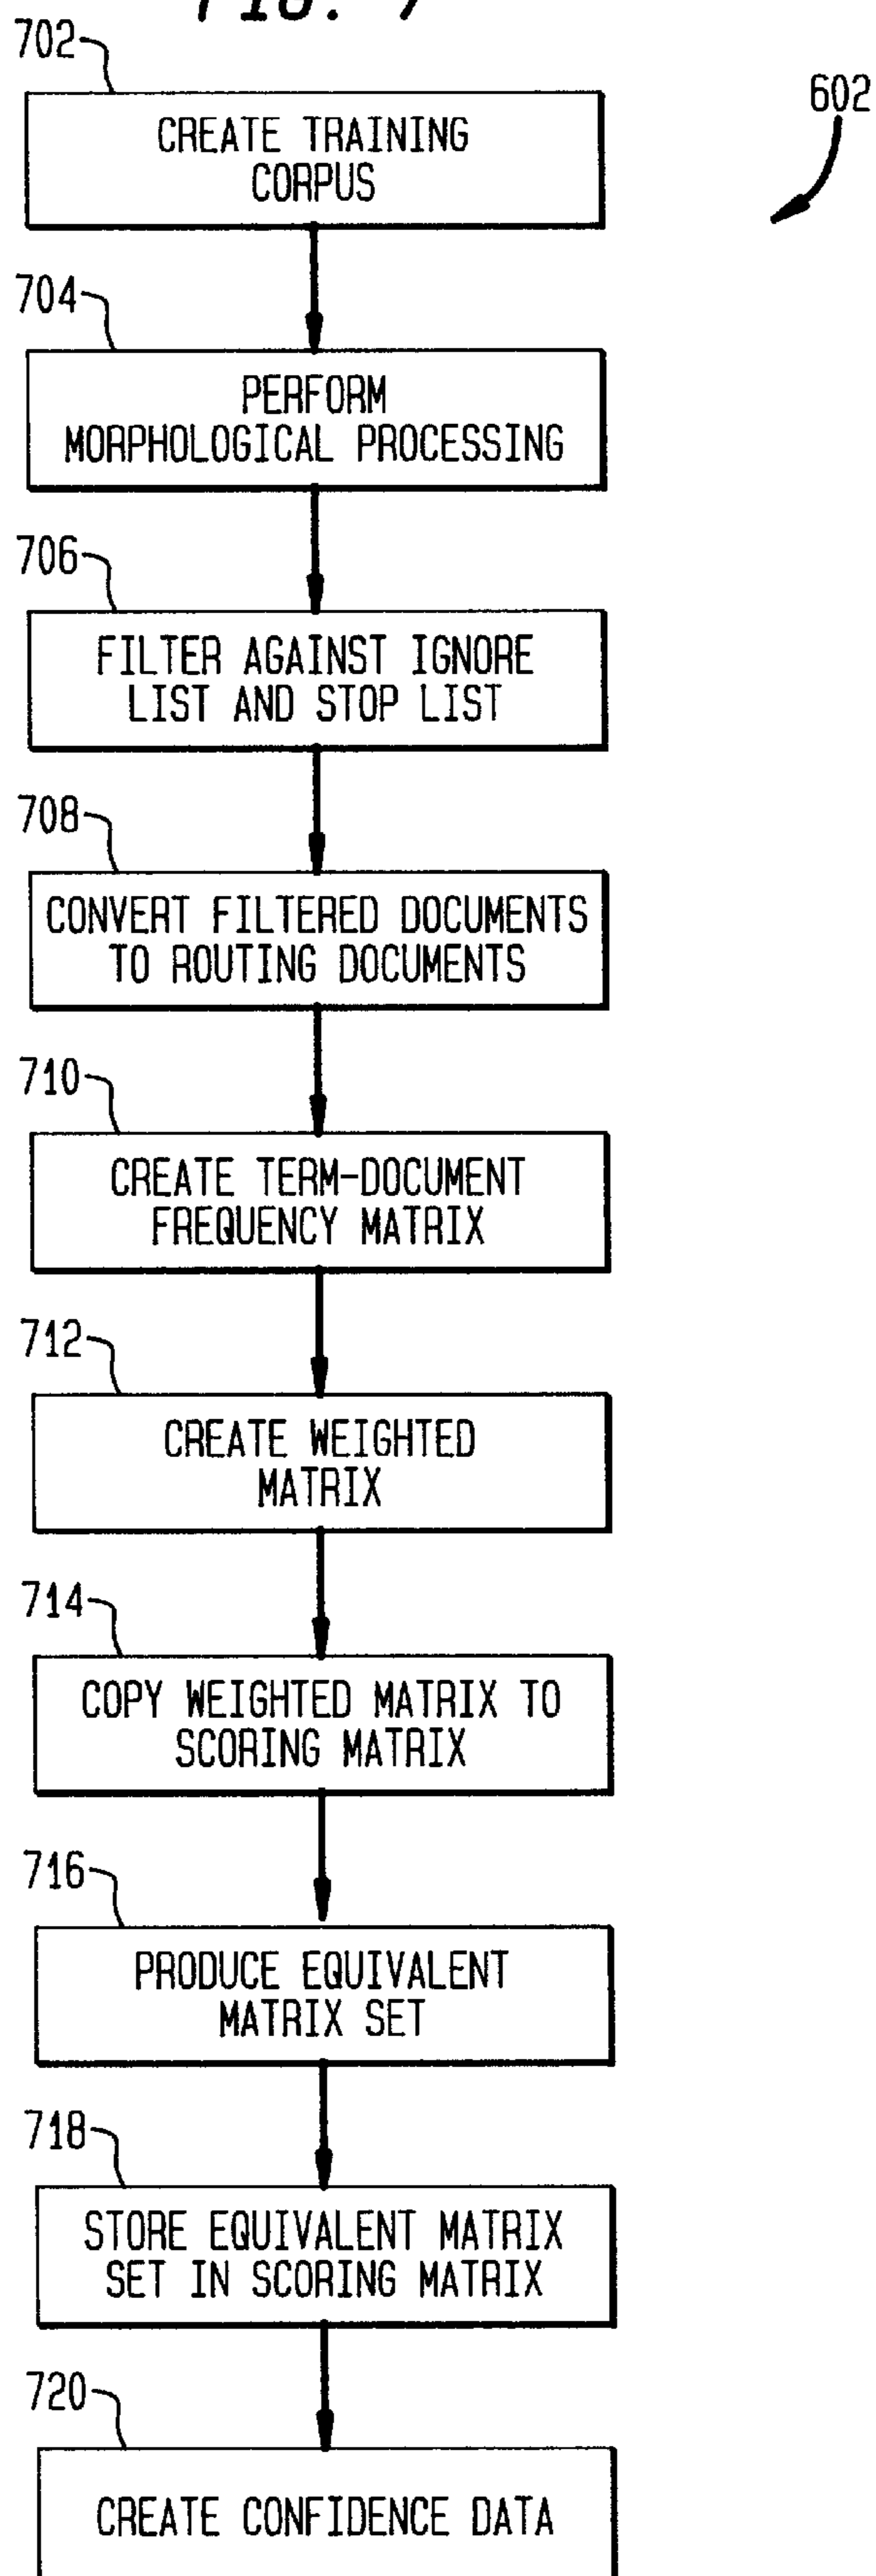 FIG. 7
702
602
CREATE TRAINING
CORPUS
704
PERFORM
MORPHOLOGICAL PROCESSING
706
FILTER AGAINST IGNORE
LIST AND STOP LIST
708
CONVERT FILTERED DOCUMENTS
TO ROUTING DOCUMENTS
710
CREATE TERM-DOCUMENT
FREQUENCY MATRIX
712
CREATE WEIGHTED
MATRIX
714
COPY WEIGHTED MATRIX TO
SCORING MATRIX
716
PRODUCE EQUIVALENT
MATRIX SET
718
STORE EQUIVALENT MATRIX
SET IN SCORING MATRIX
720
CREATE CONFIDENCE DATA